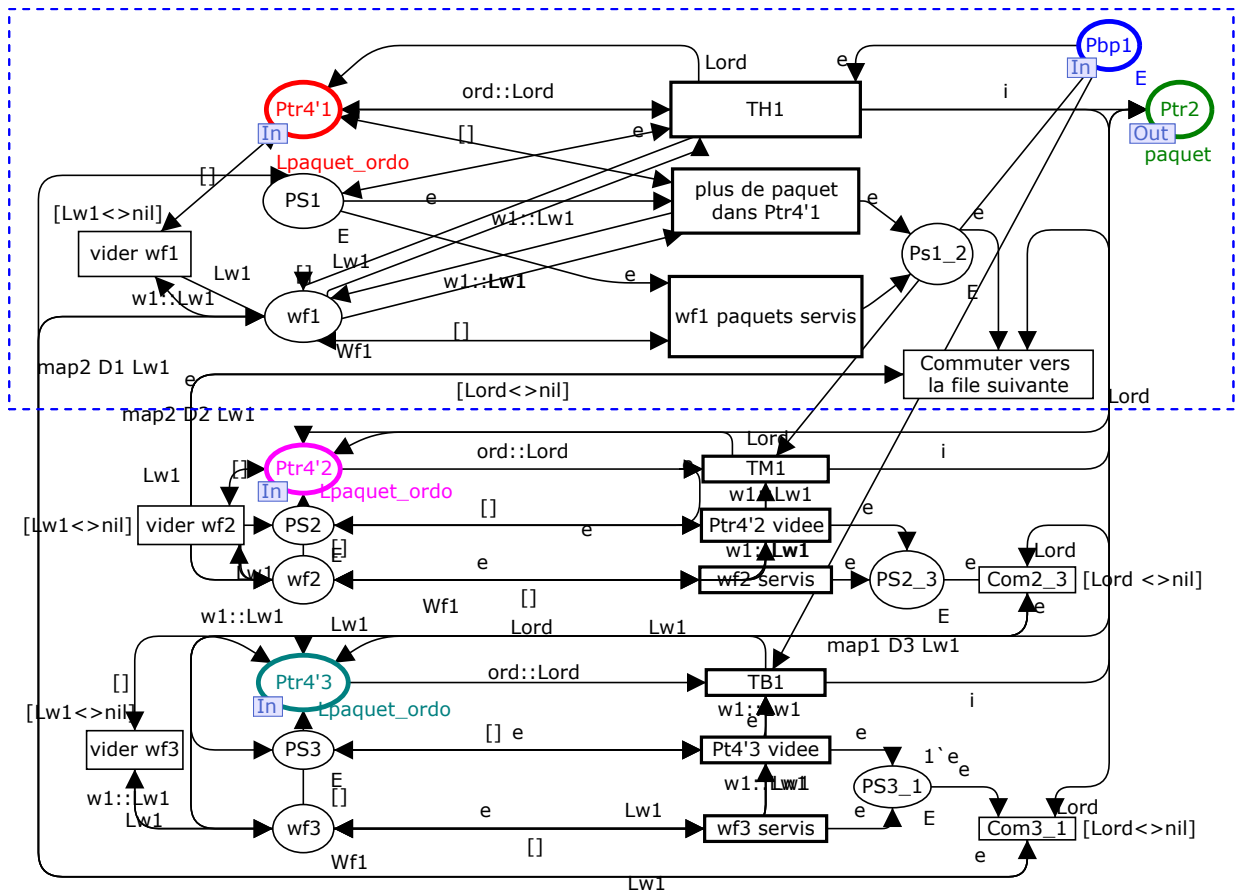 Pbp1
In
E
Lord
e
Ptr4'1
In
Lpaquet_ordo
ord::Lord
TH1
i
Ptr2
Out
paquet
[]
e
[]
PS1
E
e
plus de paquet
dans Ptr4'1
e
e
w1::Lw1
Ps1_2
E
[Lw1<>nil]
vider wf1
Lw1
w1::Lw1
[]
Lw1
w1::Lw1
Lw1
e
wf1
Wf1
[]
wf1 paquets servis
Commuter vers
la file suivante
map2 D1 Lw1
e
[Lord<>nil]
Lord
map2 D2 Lw1
Lord
Ptr4'2
In
Lpaquet_ordo
ord::Lord
TM1
i
Lw1
[]
w1::Lw1
[Lw1<>nil]
vider wf2
PS2
E
[]
[]
e
Ptr4'2 videe
e
w1::Lw1
Lw1
Lw1
wf2
Wf1
e
[]
wf2 servis
e
PS2_3
E
e
Com2_3
Lord
[Lord <>nil]
e
w1::Lw1
Lw1
Lord
Lw1
map1 D3 Lw1
Ptr4'3
In
Lpaquet_ordo
ord::Lord
TB1
i
[]
w1::Lw1
e
[Lw1<>nil]
vider wf3
PS3
E
[]
[]
e
Pt4'3 videe
e
1`e
e
w1::Lw1
Lw1
PS3_1
E
w1::Lw1
Lw1
wf3
Wf1
e
[]
Lw1
wf3 servis
e
Com3_1
Lord
[Lord<>nil]
e
Lw1